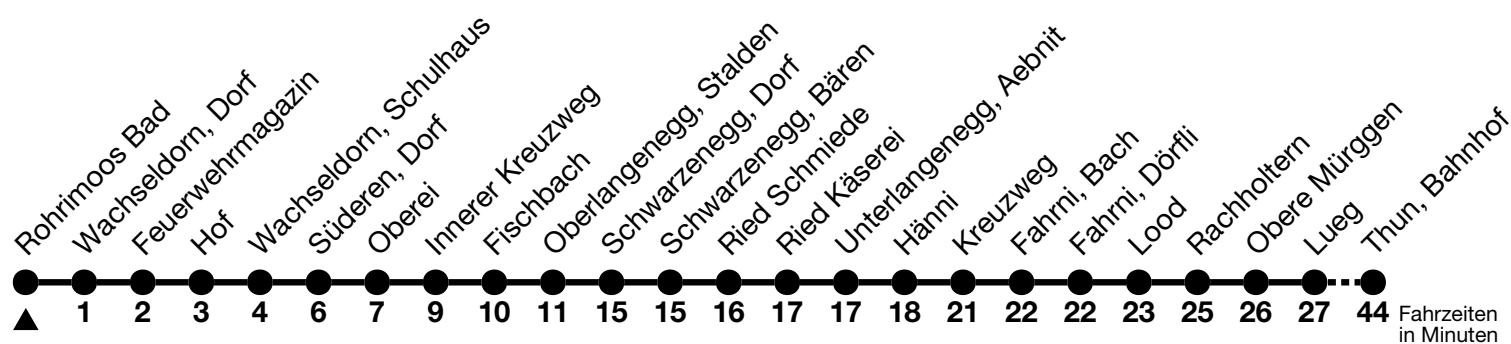 Rohrimoos Bad
Wachseldorn, Dorf
Feuerwehrmagazin
Hof
Wachseldorn, Schulhaus
Süderen, Dorf
Oberei
Innerer Kreuzweg
Fischbach
Oberlangenegg, Stalden
Schwarzenegg, Dorf
Schwarzenegg, Bären
Ried Schmiede
Ried Käserei
Unterlangenegg, Aebnit
Hänni
Kreuzweg
Fahrni, Bach
Fahrni, Dörfli
Lood
Rachholtern
Obere Mürggen
Lueg
Thun, Bahnhof
1 2 3 4 6 7 9 10 11 15 15 16 17 17 18 21 22 22 23 25 26 27 44
Fahrzeiten
in Minuten